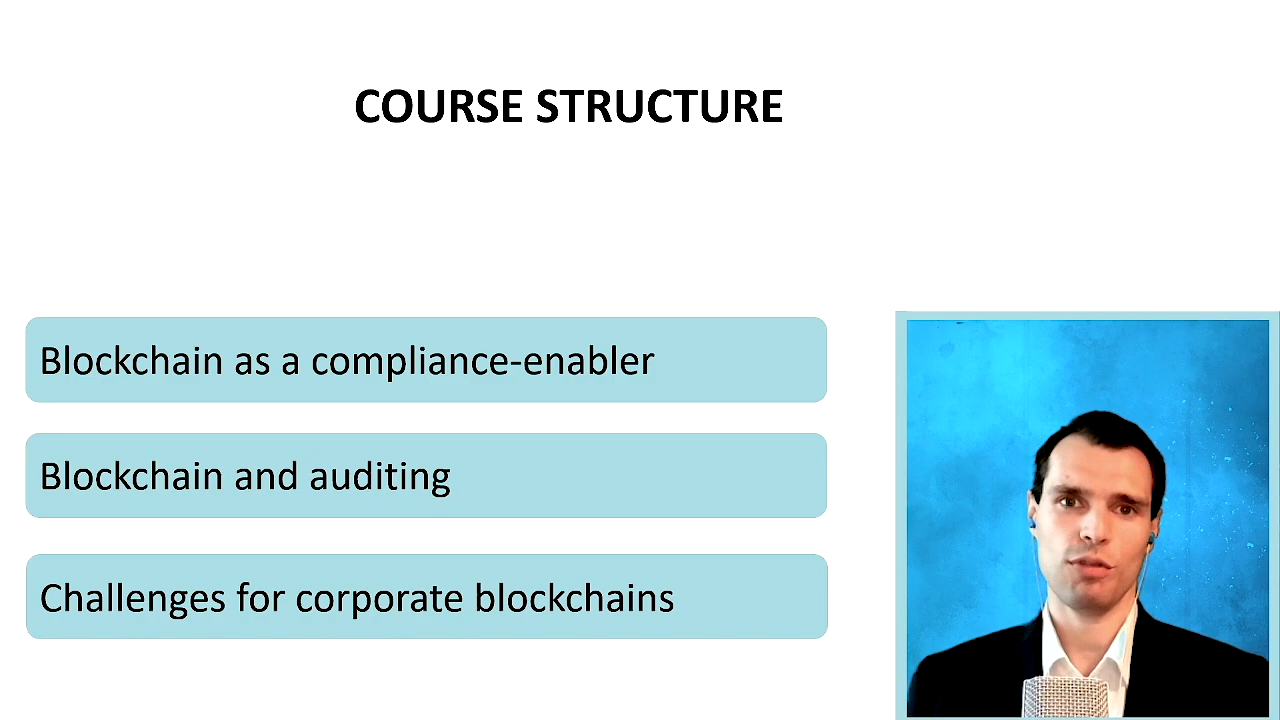 COURSE STRUCTURE
Blockchain as a compliance-enabler
Blockchain and auditing
Challenges for corporate blockchains